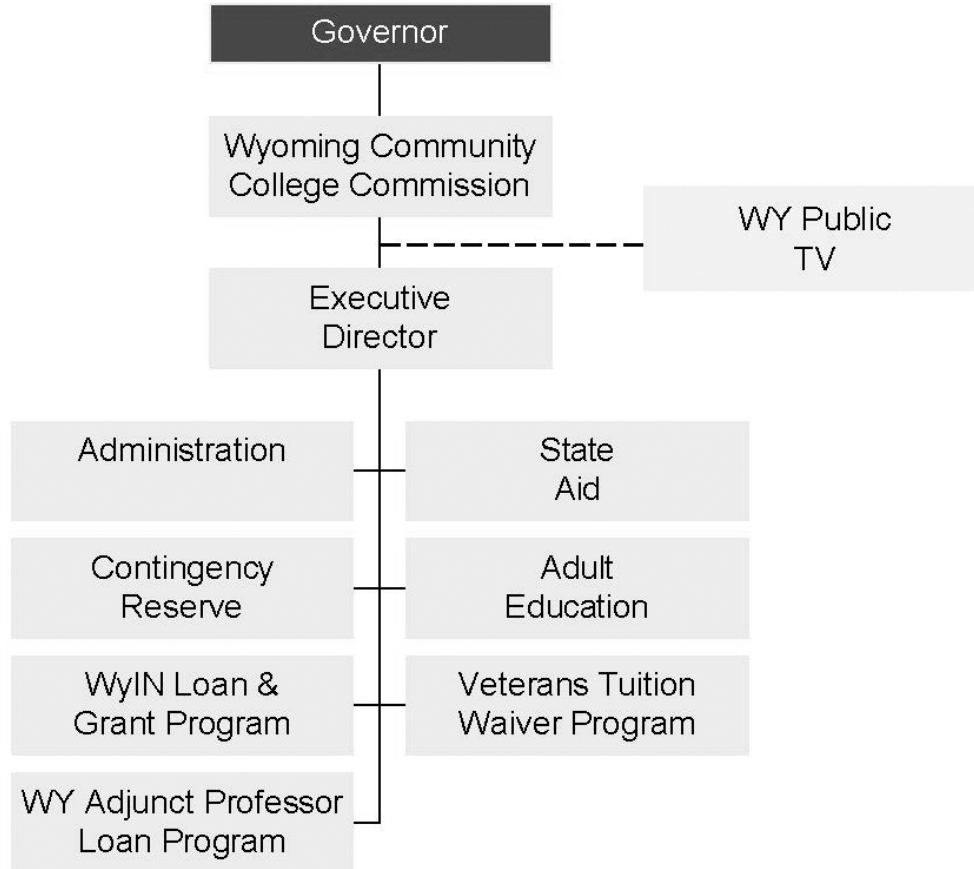 Governor
Wyoming Community
College Commission
WY Public
TV
Executive
Director
Administration
State
Aid
Contingency
Reserve
Adult
Education
WyIN Loan &
Grant Program
Veterans Tuition
Waiver Program
WY Adjunct Professor
Loan Program